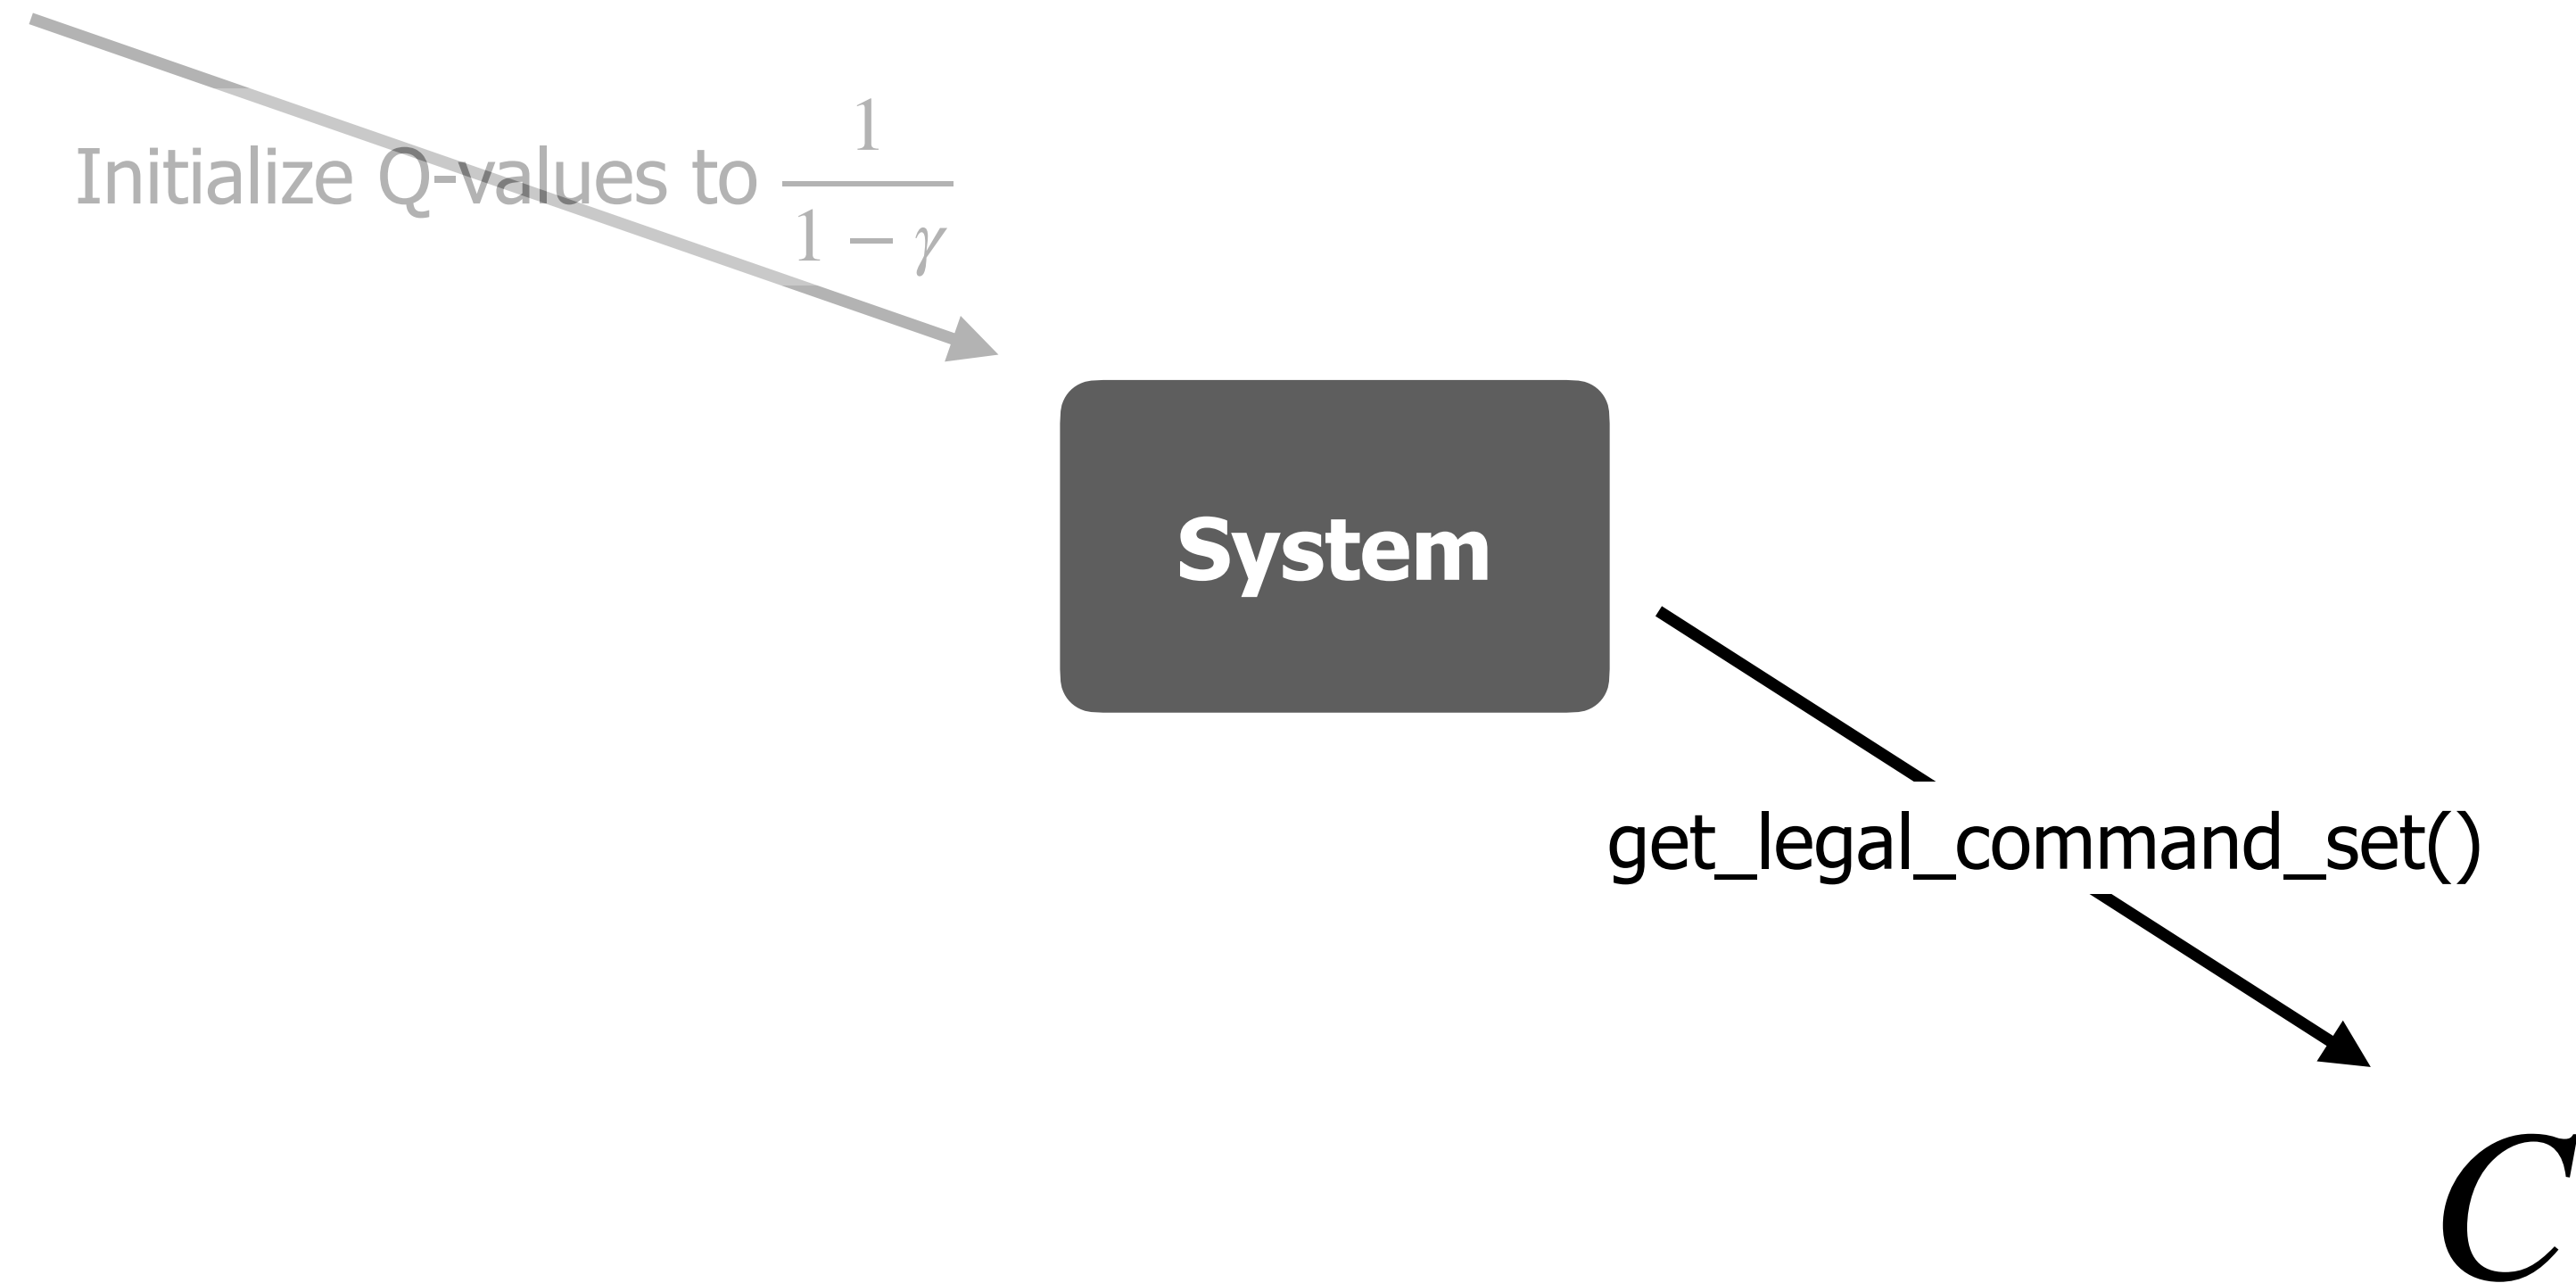 Initialize Q-values to 1 / 1 − γ
System
get_legal_command_set()
C